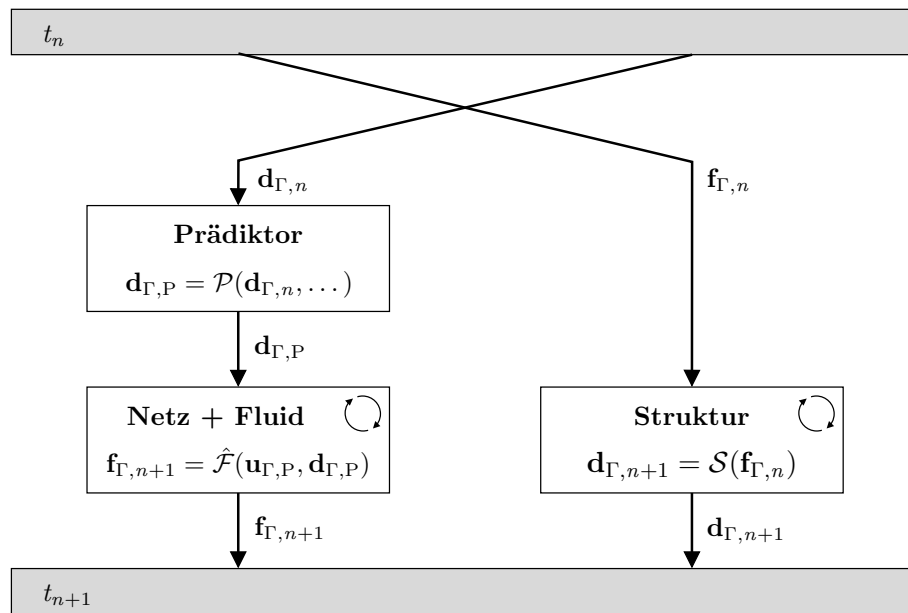 t_n
d_{Γ,n}
f_{Γ,n}
Prädiktor
d_{Γ,P} = 𝒫(d_{Γ,n}, . . . )
d_{Γ,P}
Netz + Fluid
f_{Γ,n+1} = ℱ̂(u_{Γ,P}, d_{Γ,P})
Struktur
d_{Γ,n+1} = 𝒮(f_{Γ,n})
f_{Γ,n+1}
d_{Γ,n+1}
t_{n+1}